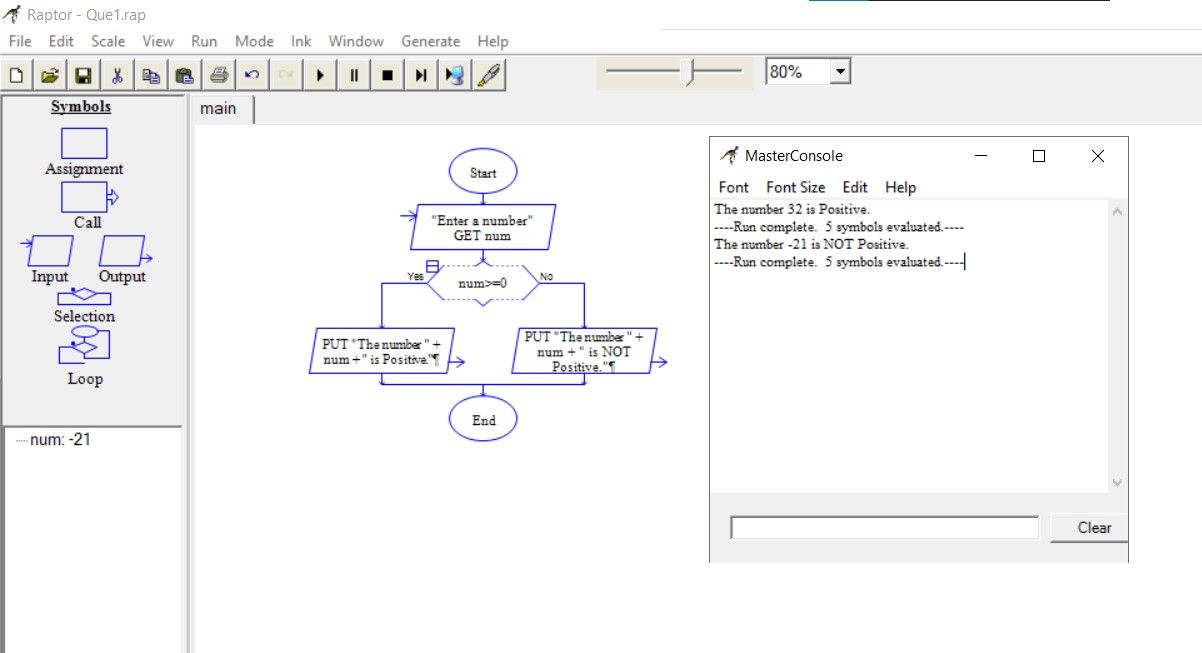 Raptor - Que1.rap
File Edit Scale View Run Mode Ink Window Generate Help
80%
Symbols
Assignment
Call
Input Output
Selection
Loop
num: -21
main
Start
"Enter a number"
GET num
Yes
num>=0
No
PUT "The number " +
num +" is Positive."¶
PUT "The number " +
num + " is NOT
Positive."¶
End
MasterConsole
Font Font Size Edit Help
The number 32 is Positive.
----Run complete. 5 symbols evaluated.----
The number -21 is NOT Positive.
----Run complete. 5 symbols evaluated.----
Clear